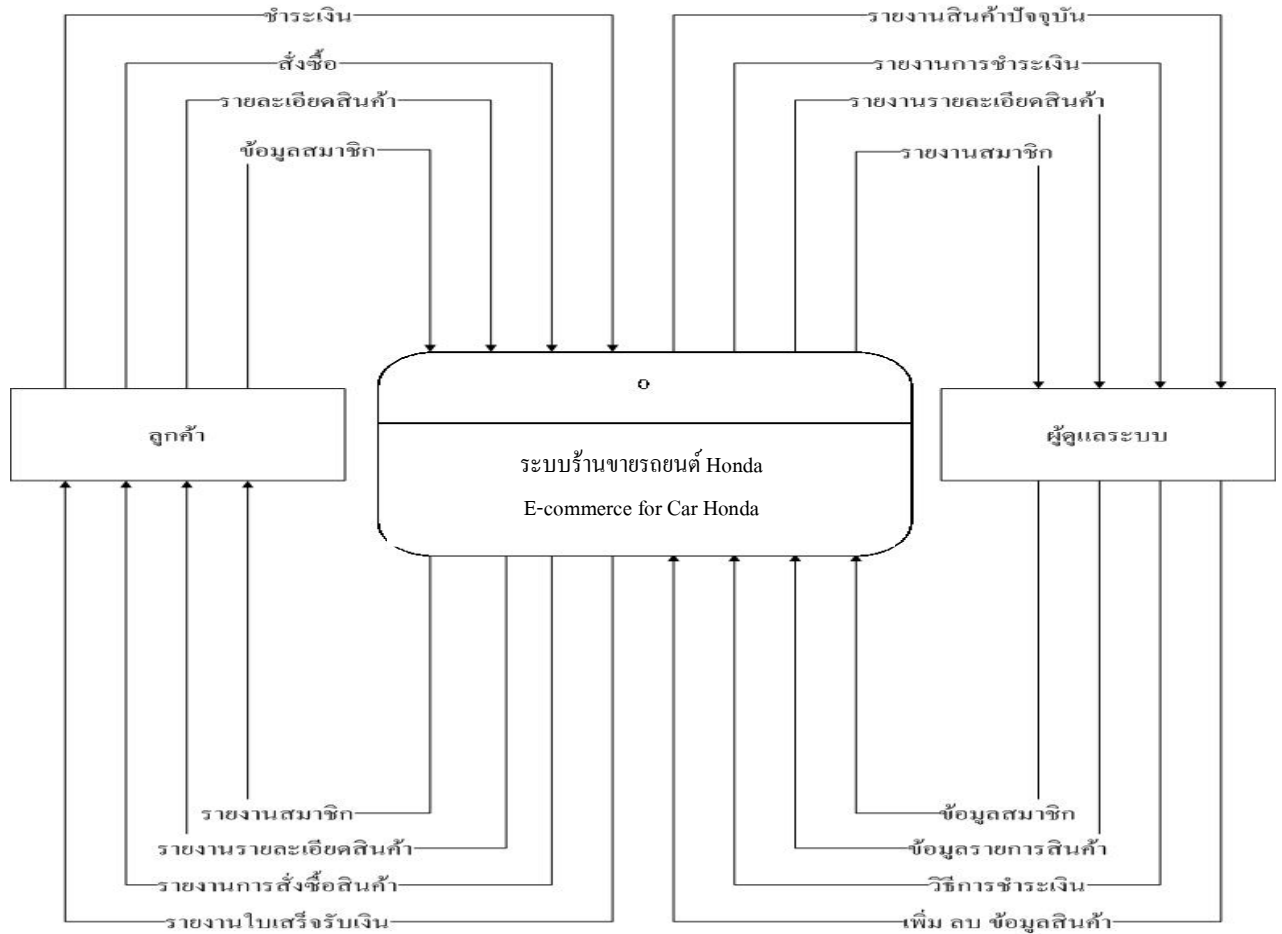 ชำระเงิน
รายงานสินค้าปัจจุบัน
สั่งซื้อ
รายงานการชำระเงิน
รายละเอียดสินค้า
รายงานรายละเอียดสินค้า
ข้อมูลสมาชิก
รายงานสมาชิก
0
ลูกค้า
ผู้ดูแลระบบ
ระบบร้านขายรถยนต์ Honda
E-commerce for Car Honda
รายงานสมาชิก
ข้อมูลสมาชิก
รายงานรายละเอียดสินค้า
ข้อมูลรายการสินค้า
รายงานการสั่งซื้อสินค้า
วิธีการชำระเงิน
รายงานใบเสร็จรับเงิน
เพิ่ม ลบ ข้อมูลสินค้า